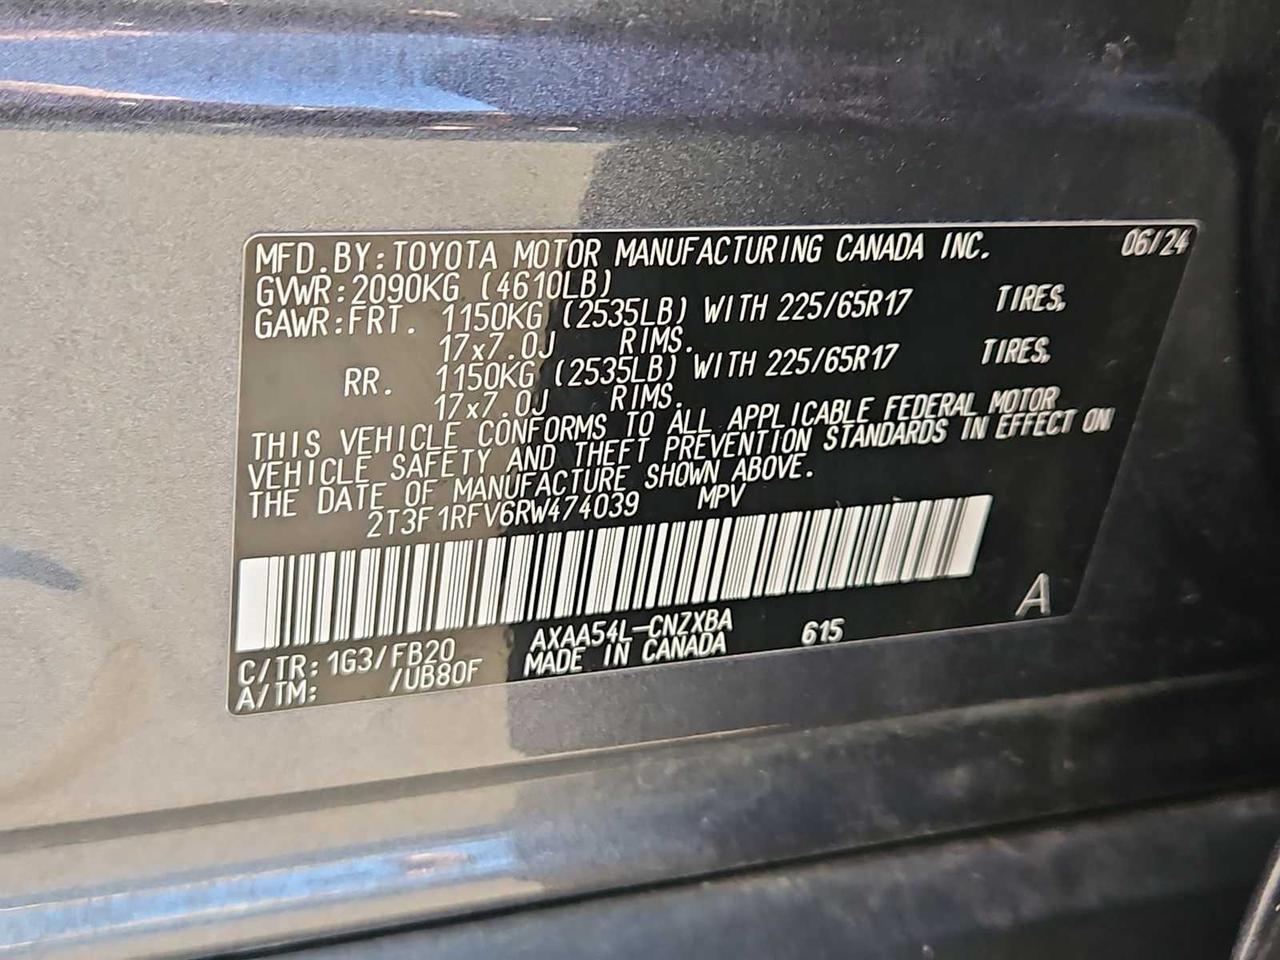 MFD.BY:TOYOTA MOTOR MANUFACTURING CANADA INC. 06/24
GVWR:2090KG (4610LB)
GAWR:FRT. 1150KG (2535LB) WITH 225/65R17 TIRES,
17x7.0J RIMS.
RR. 1150KG (2535LB) WITH 225/65R17 TIRES,
17x7.0J RIMS.
THIS VEHICLE CONFORMS TO ALL APPLICABLE FEDERAL MOTOR
VEHICLE SAFETY AND THEFT PREVENTION STANDARDS IN EFFECT ON
THE DATE OF MANUFACTURE SHOWN ABOVE.
2T3F1RFV6RW474039 MPV
C/TR:1G3/FB20 AXAA54L-CNZXBA 615 A
A/TM: /UB80F MADE IN CANADA